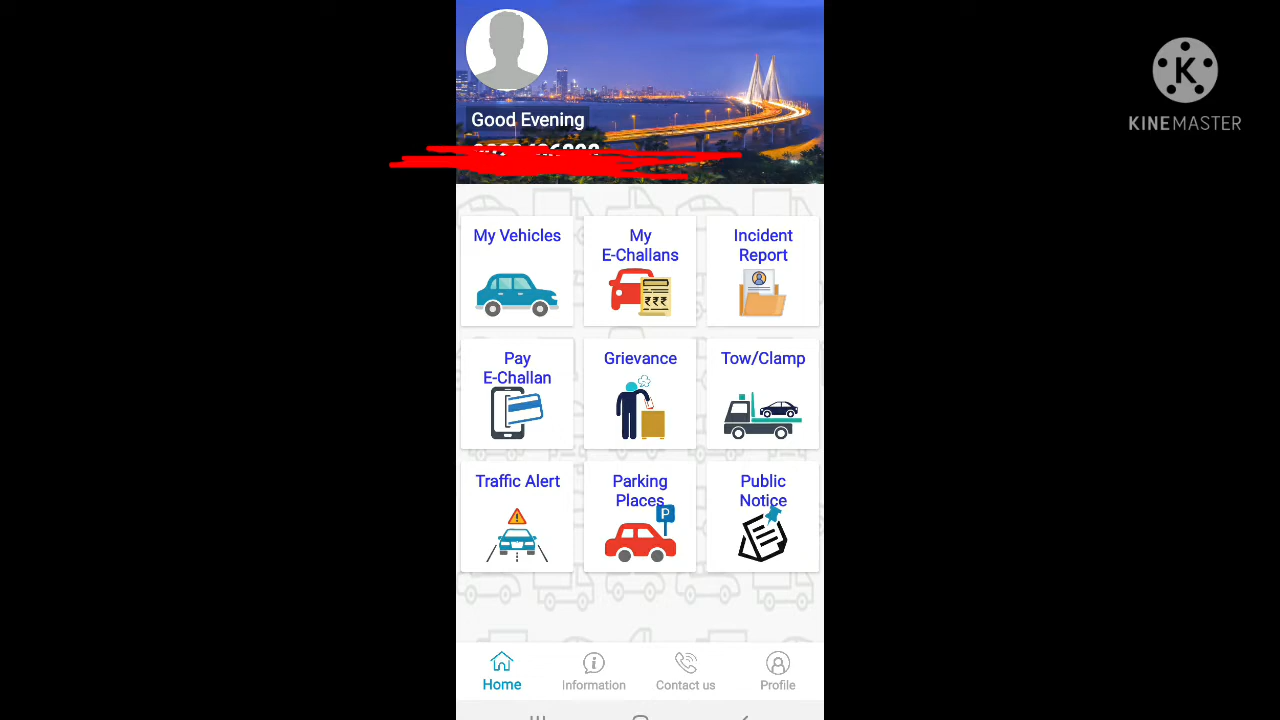 KINEMASTER
Good Evening
My Vehicles
My
E-Challans
Incident
Report
₹₹₹
Pay
E-Challan
Grievance
Tow/Clamp
Traffic Alert
Parking
Places
P
Public
Notice
Home
Information
Contact us
Profile